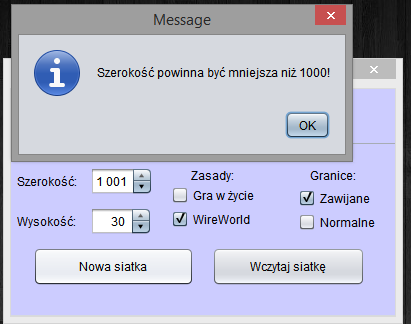 Message
Szerokość powinna być mniejsza niż 1000!
OK
Szerokość: 1 001
Zasady:
Granice:
Gra w życie
Zawijane
Wysokość: 30
WireWorld
Normalne
Nowa siatka
Wczytaj siatkę